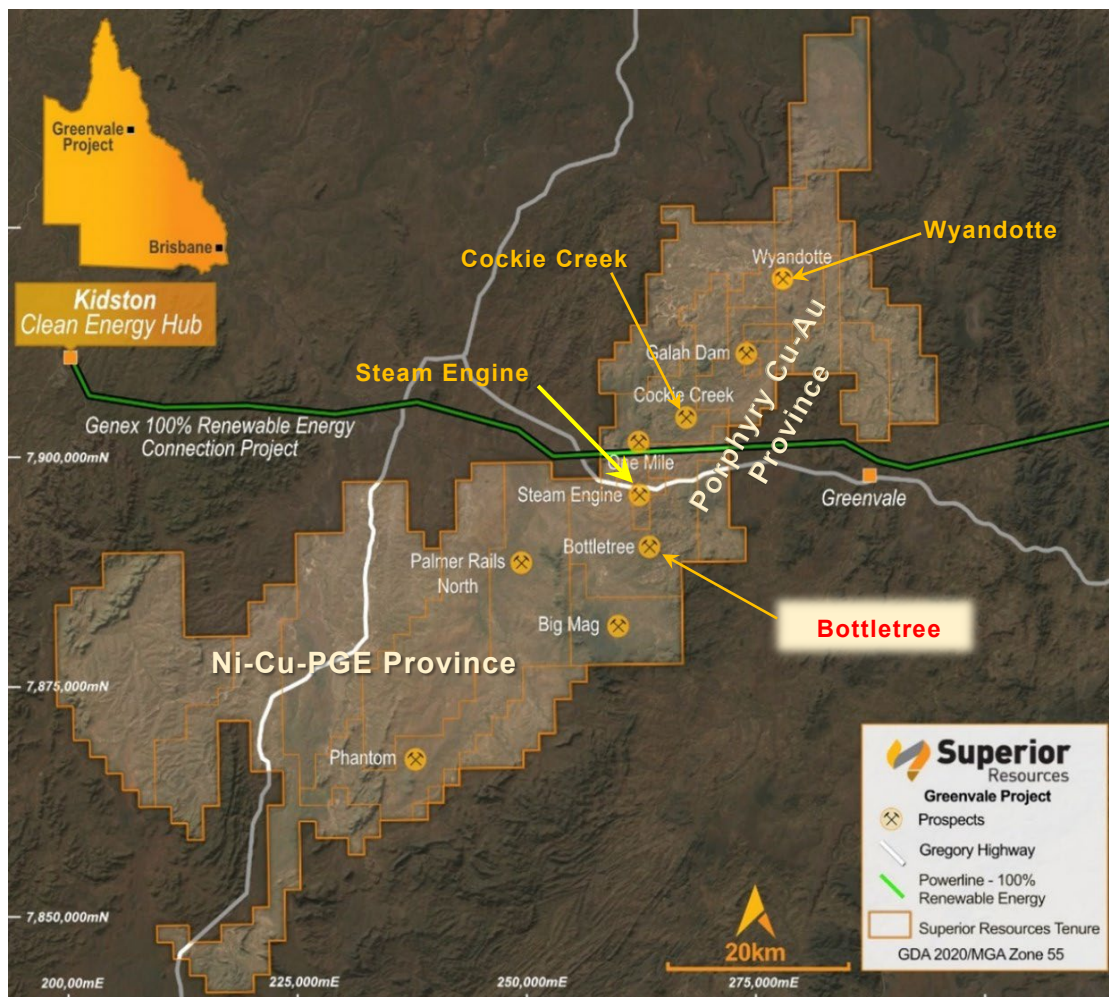 Greenvale
Project
Brisbane
Kidston
Clean Energy Hub
Genex 100% Renewable Energy
Connection Project
Wyandotte
Wyandotte
Cockie Creek
Galah Dam
Steam Engine
Cockie Creek
Porphyry Cu-Au
Province
One Mile
Steam Engine
Greenvale
Bottletree
Palmer Rails
North
Big Mag
Bottletree
Ni-Cu-PGE Province
Phantom
7,900,000mN
7,875,000mN
7,850,000mN
200,00mE
225,000mE
250,000mE
275,000mE
20km
Superior
Resources
Greenvale Project
Prospects
Gregory Highway
Powerline - 100%
Renewable Energy
Superior Resources Tenure
GDA 2020/MGA Zone 55